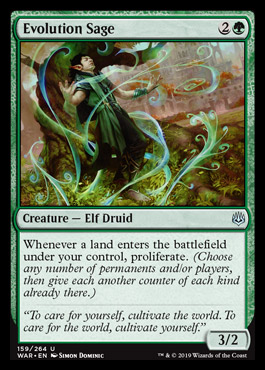 Evolution Sage 2
Creature — Elf Druid
Whenever a land enters the battlefield
under your control, proliferate. (Choose
any number of permanents and/or players,
then give each another counter of each kind
already there.)
“To care for yourself, cultivate the world. To
care for the world, cultivate yourself.”
3/2
159/264 U
WAR • EN SIMON DOMINIC
™ & © 2019 Wizards of the Coast